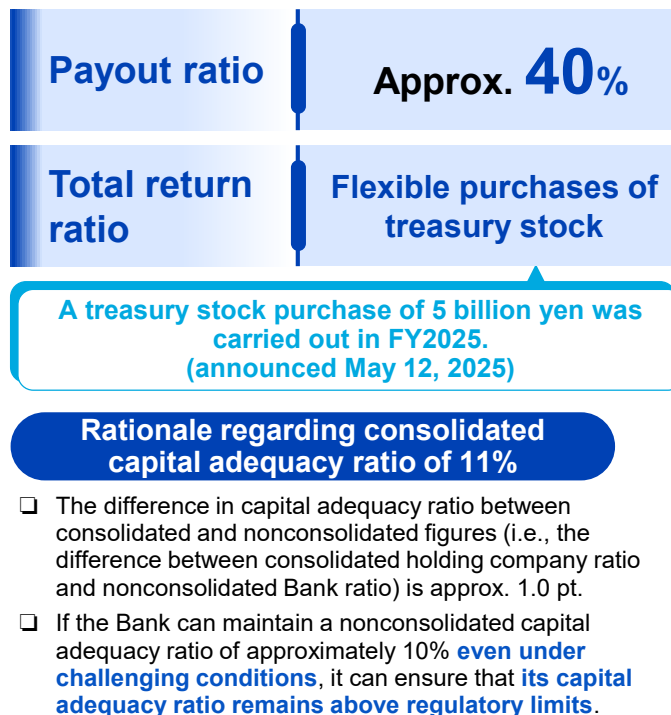 Payout ratio
Approx. 40%
Total return
ratio
Flexible purchases of
treasury stock
A treasury stock purchase of 5 billion yen was
carried out in FY2025.
(announced May 12, 2025)
Rationale regarding consolidated
capital adequacy ratio of 11%
❏ The difference in capital adequacy ratio between
consolidated and nonconsolidated figures (i.e., the
difference between consolidated holding company ratio
and nonconsolidated Bank ratio) is approx. 1.0 pt.
❏ If the Bank can maintain a nonconsolidated capital
adequacy ratio of approximately 10% even under
challenging conditions, it can ensure that its capital
adequacy ratio remains above regulatory limits.